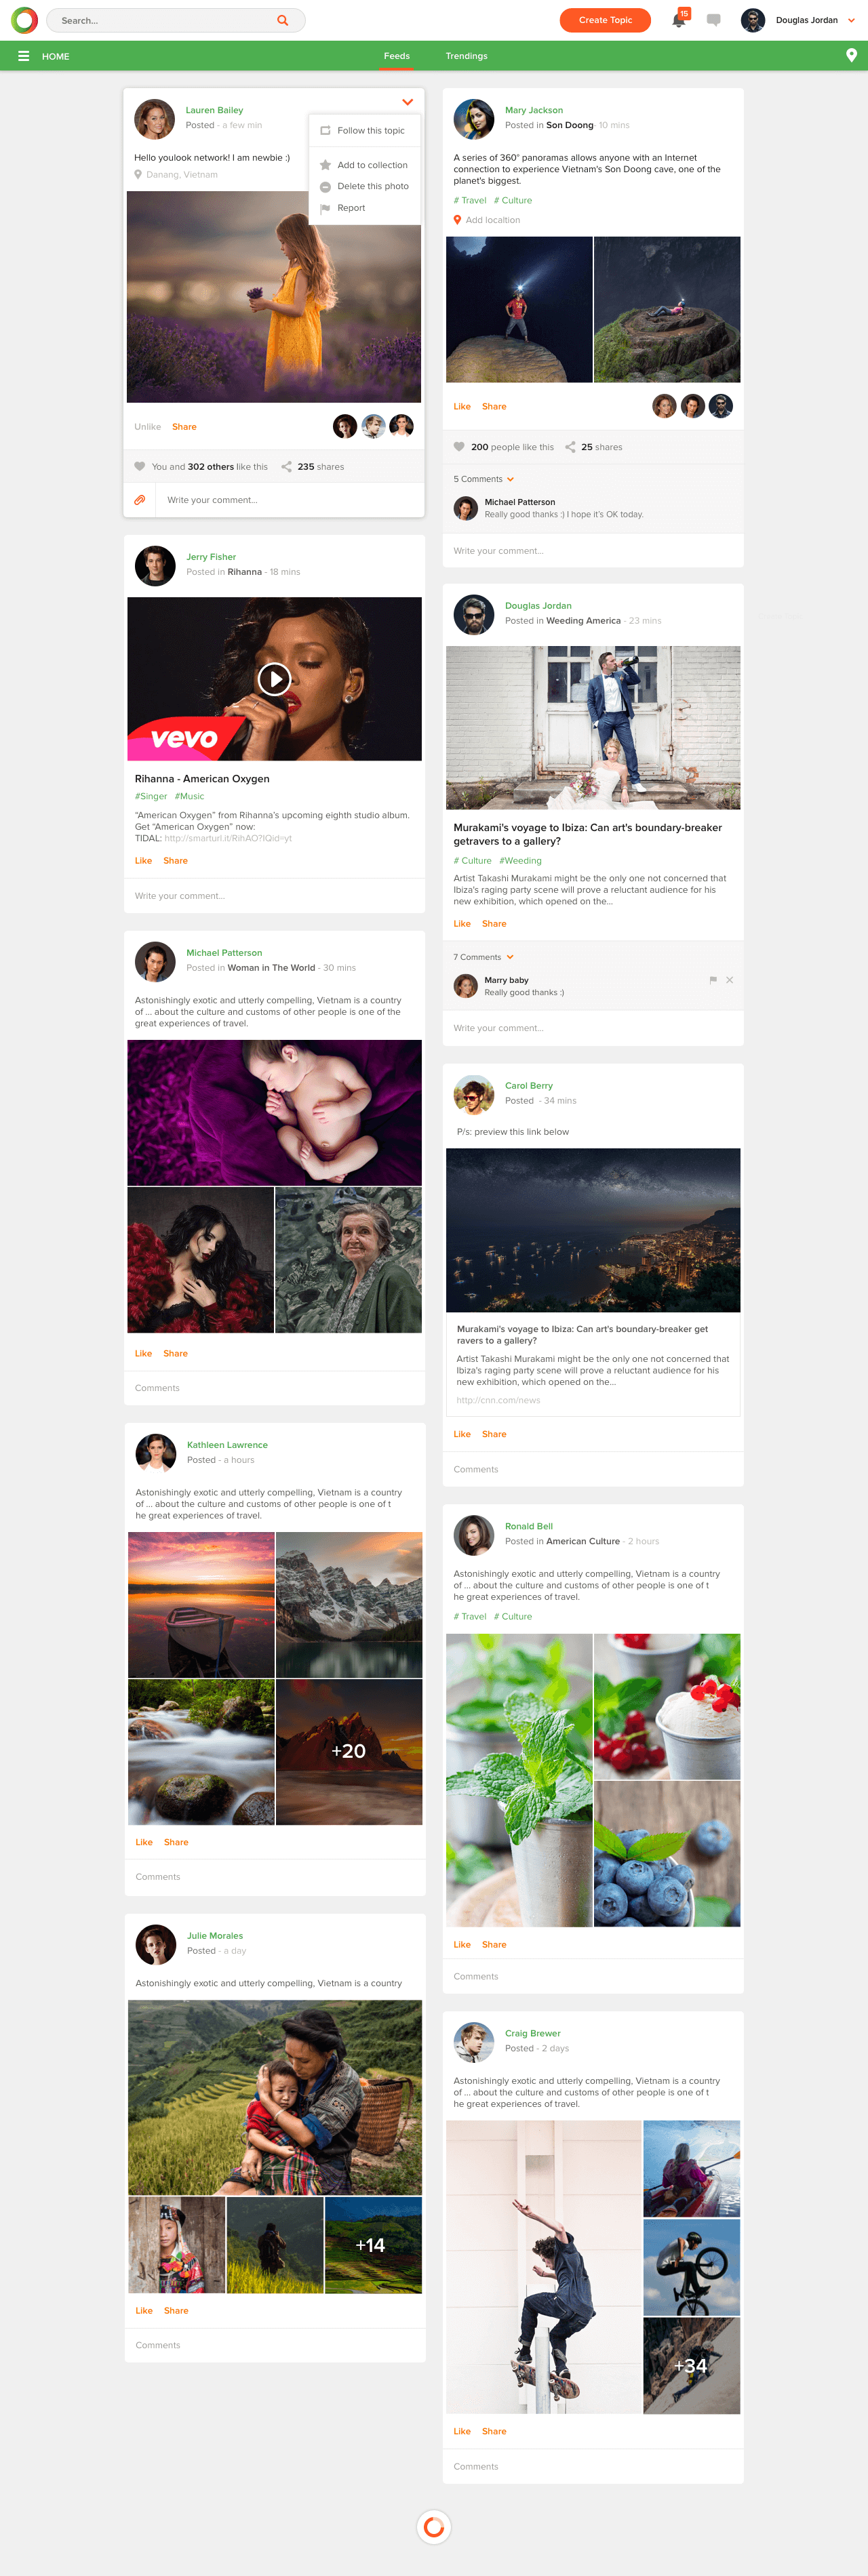 Search...
Create Topic
15
Douglas Jordan
HOME
Feeds
Trendings
Lauren Bailey
Posted - a few min
Follow this topic
Add to collection
Delete this photo
Report
Hello youlook network! I am newbie :)
Danang, Vietnam
Unlike Share
You and 302 others like this 235 shares
Write your comment...
Jerry Fisher
Posted in Rihanna - 18 mins
vevo
Rihanna - American Oxygen
#Singer #Music
“American Oxygen” from Rihanna’s upcoming eighth studio album.
Get “American Oxygen” now:
TIDAL: http://smarturl.it/RihAO?IQid=yt
Like Share
Write your comment...
Michael Patterson
Posted in Woman in The World - 30 mins
Astonishingly exotic and utterly compelling, Vietnam is a country
of ... about the culture and customs of other people is one of the
great experiences of travel.
Like Share
Comments
Kathleen Lawrence
Posted - a hours
Astonishingly exotic and utterly compelling, Vietnam is a country
of ... about the culture and customs of other people is one of t
he great experiences of travel.
+20
Like Share
Comments
Julie Morales
Posted - a day
Astonishingly exotic and utterly compelling, Vietnam is a country
+14
Like Share
Comments
Mary Jackson
Posted in Son Doong - 10 mins
A series of 360° panoramas allows anyone with an Internet
connection to experience Vietnam's Son Doong cave, one of the
planet's biggest.
# Travel # Culture
Add localtion
Like Share
200 people like this 25 shares
5 Comments
Michael Patterson
Really good thanks :) I hope it’s OK today.
Write your comment...
Douglas Jordan
Posted in Weeding America - 23 mins
Murakami's voyage to Ibiza: Can art's boundary-breaker
getravers to a gallery?
# Culture #Weeding
Artist Takashi Murakami might be the only one not concerned that
Ibiza's raging party scene will prove a reluctant audience for his
new exhibition, which opened on the...
Like Share
7 Comments
Marry baby
Really good thanks :)
Write your comment...
Carol Berry
Posted - 34 mins
P/s: preview this link below
Murakami's voyage to Ibiza: Can art's boundary-breaker get
ravers to a gallery?
Artist Takashi Murakami might be the only one not concerned that
Ibiza's raging party scene will prove a reluctant audience for his
new exhibition, which opened on the...
http://cnn.com/news
Like Share
Comments
Ronald Bell
Posted in American Culture - 2 hours
Astonishingly exotic and utterly compelling, Vietnam is a country
of ... about the culture and customs of other people is one of t
he great experiences of travel.
# Travel # Culture
Like Share
Comments
Craig Brewer
Posted - 2 days
Astonishingly exotic and utterly compelling, Vietnam is a country
of ... about the culture and customs of other people is one of t
he great experiences of travel.
+34
Like Share
Comments